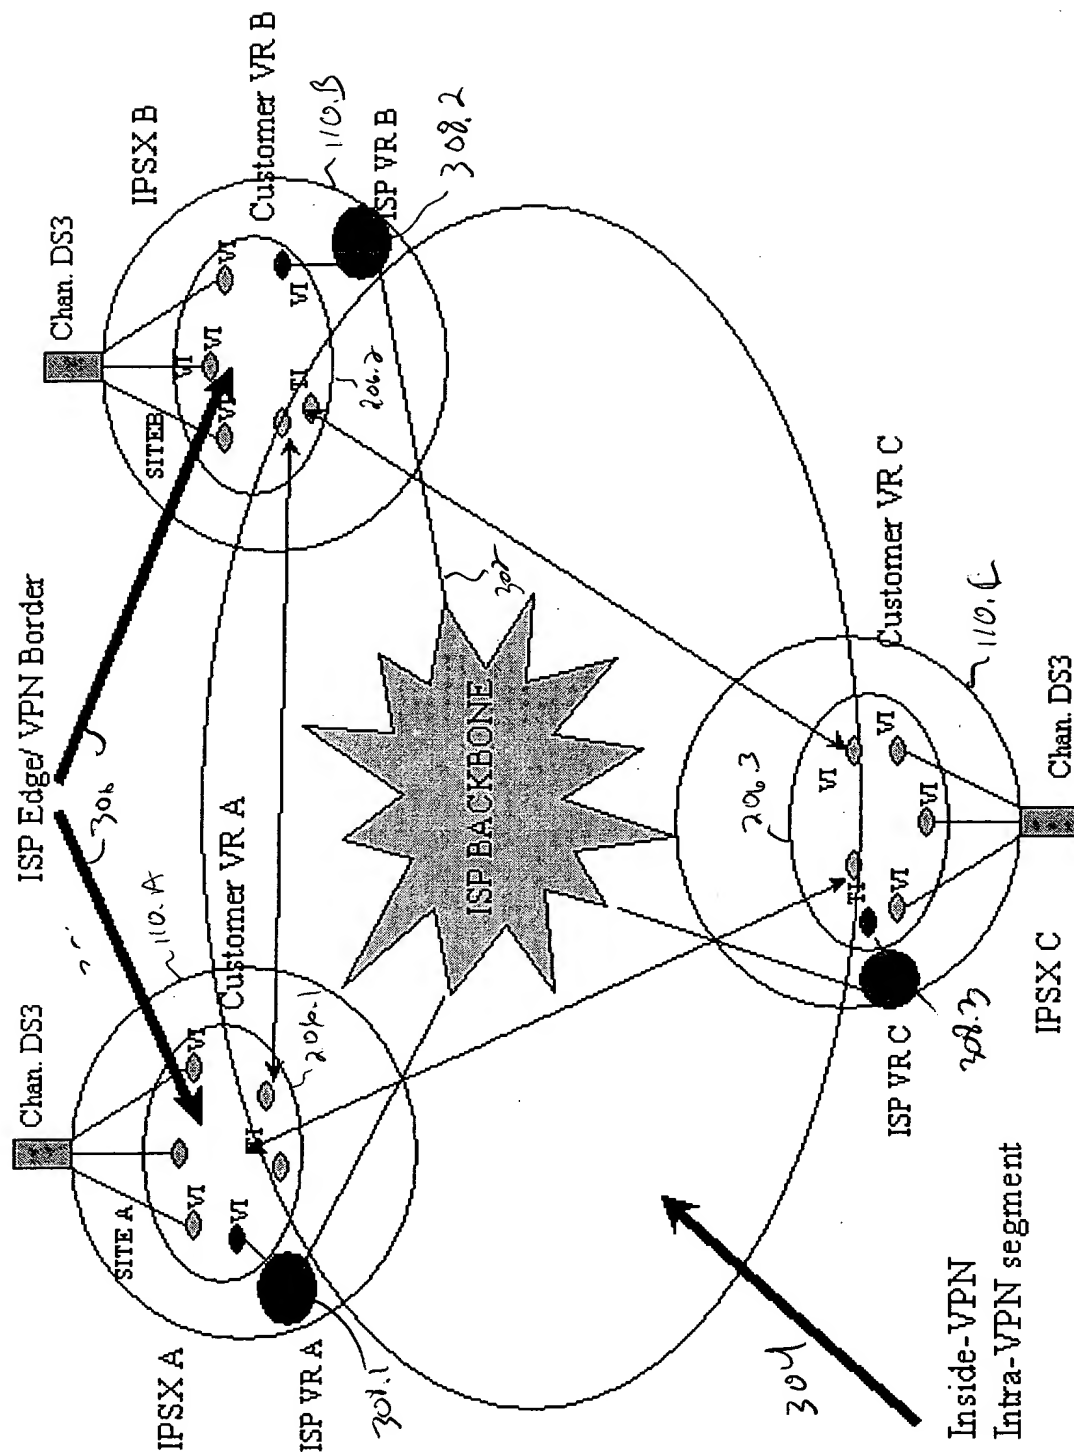 Chan. DS3
ISP Edge/ VPN Border
Chan. DS3
306
IPSX A
SITE A
110.A
IPSX B
SITEB
VI
VI
VI
VI
VI
VI
VI
Customer VR A
Customer VR B
VI
TI
VI
TI
206.1
206.2
110.B
ISP VR A
ISP VR B
308.1
308.2
ISP BACKBONE
302
304
206.3
VI
TI
VI
VI
VI
Customer VR C
ISP VR C
308.3
110.C
Inside-VPN
Intra-VPN segment
IPSX C
Chan. DS3